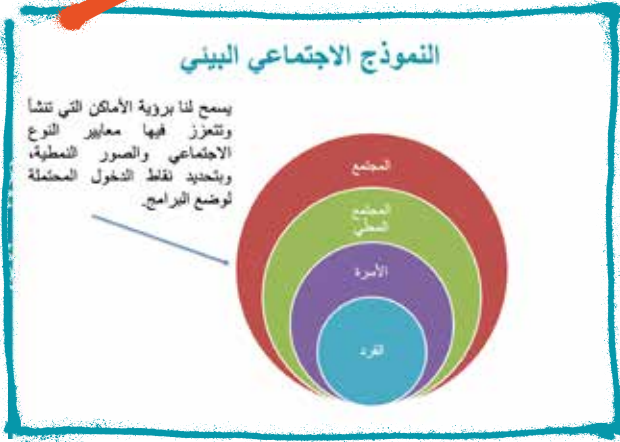 النموذج الاجتماعي البيئي
يسمح لنا برؤية الأماكن التي تنشأ
وتتعزز فيها معايير النوع
الاجتماعي والصور النمطية،
وبتحديد نقاط الدخول المحتملة
لوضع البرامج.
المجتمع
المجتمع
المحلي
الأسرة
الفرد